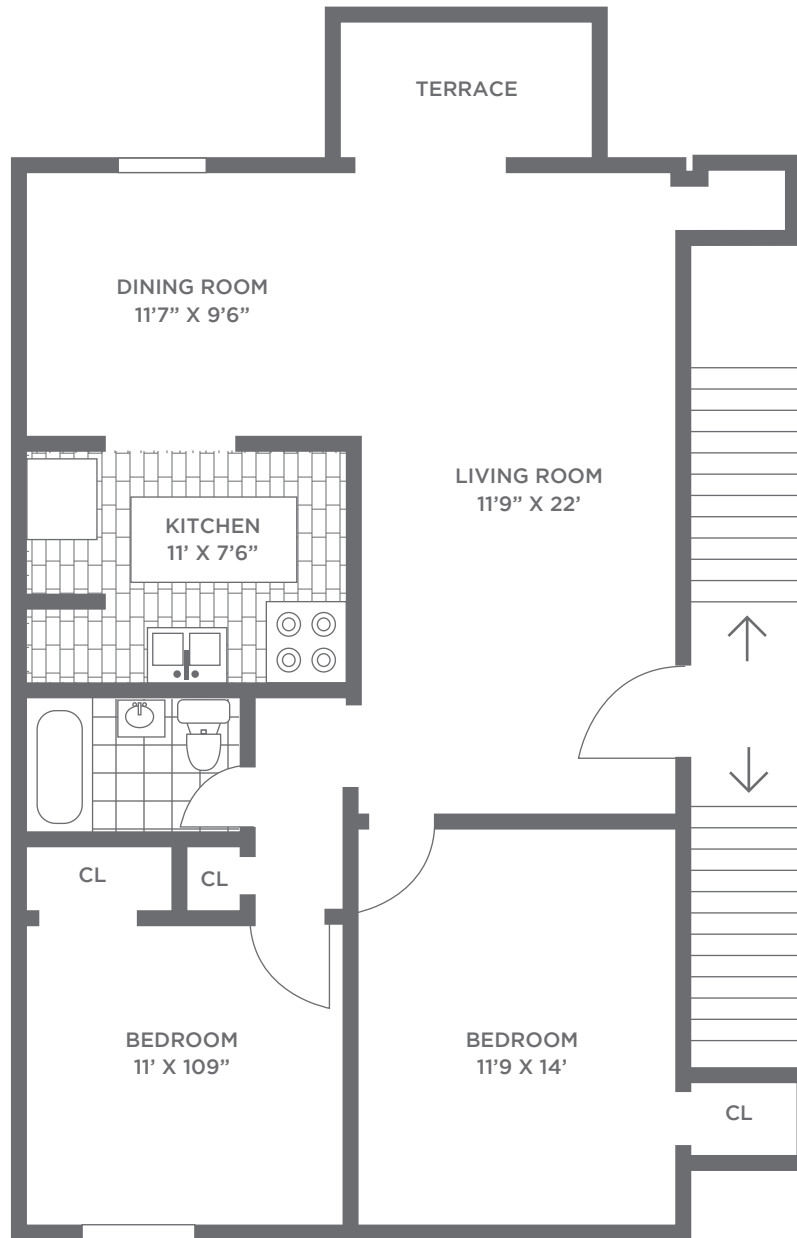 TERRACE
DINING ROOM
11’7” X 9’6”
LIVING ROOM
11’9” X 22’
KITCHEN
11’ X 7’6”
CL
CL
BEDROOM
11’ X 109”
BEDROOM
11’9 X 14’
CL